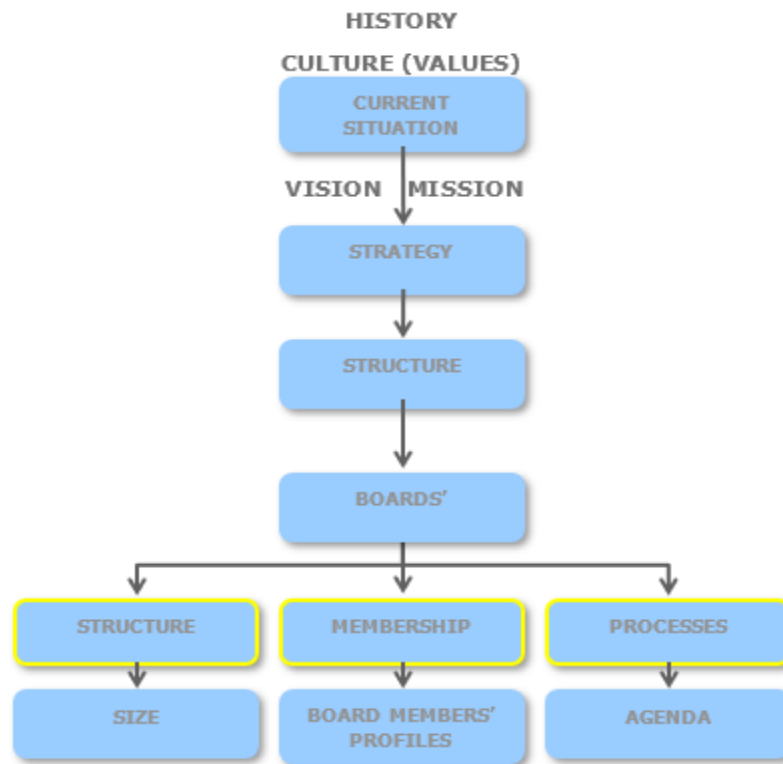 HISTORY
CULTURE (VALUES)
CURRENT
SITUATION
VISION MISSION
STRATEGY
STRUCTURE
BOARDS’
STRUCTURE MEMBERSHIP PROCESSES
SIZE BOARD MEMBERS’ AGENDA
PROFILES